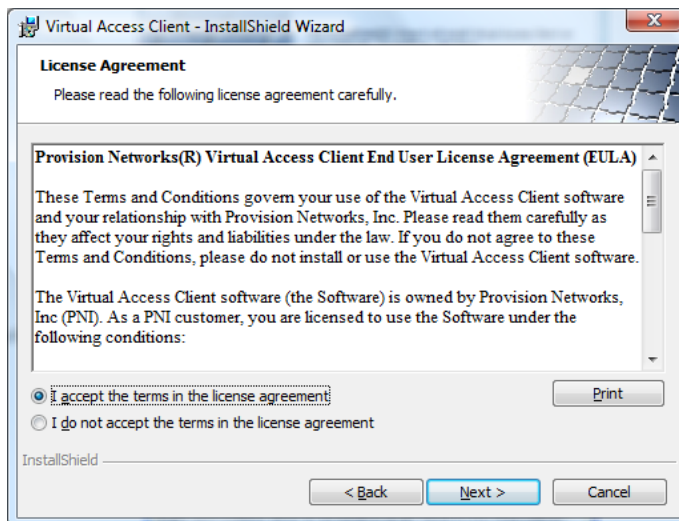 Virtual Access Client - InstallShield Wizard
License Agreement
Please read the following license agreement carefully.
Provision Networks(R) Virtual Access Client End User License Agreement (EULA)
These Terms and Conditions govern your use of the Virtual Access Client software
and your relationship with Provision Networks, Inc. Please read them carefully as
they affect your rights and liabilities under the law. If you do not agree to these
Terms and Conditions, please do not install or use the Virtual Access Client software.
The Virtual Access Client software (the Software) is owned by Provision Networks,
Inc (PNI). As a PNI customer, you are licensed to use the Software under the
following conditions:
I accept the terms in the license agreement
Print
I do not accept the terms in the license agreement
InstallShield
< Back
Next >
Cancel